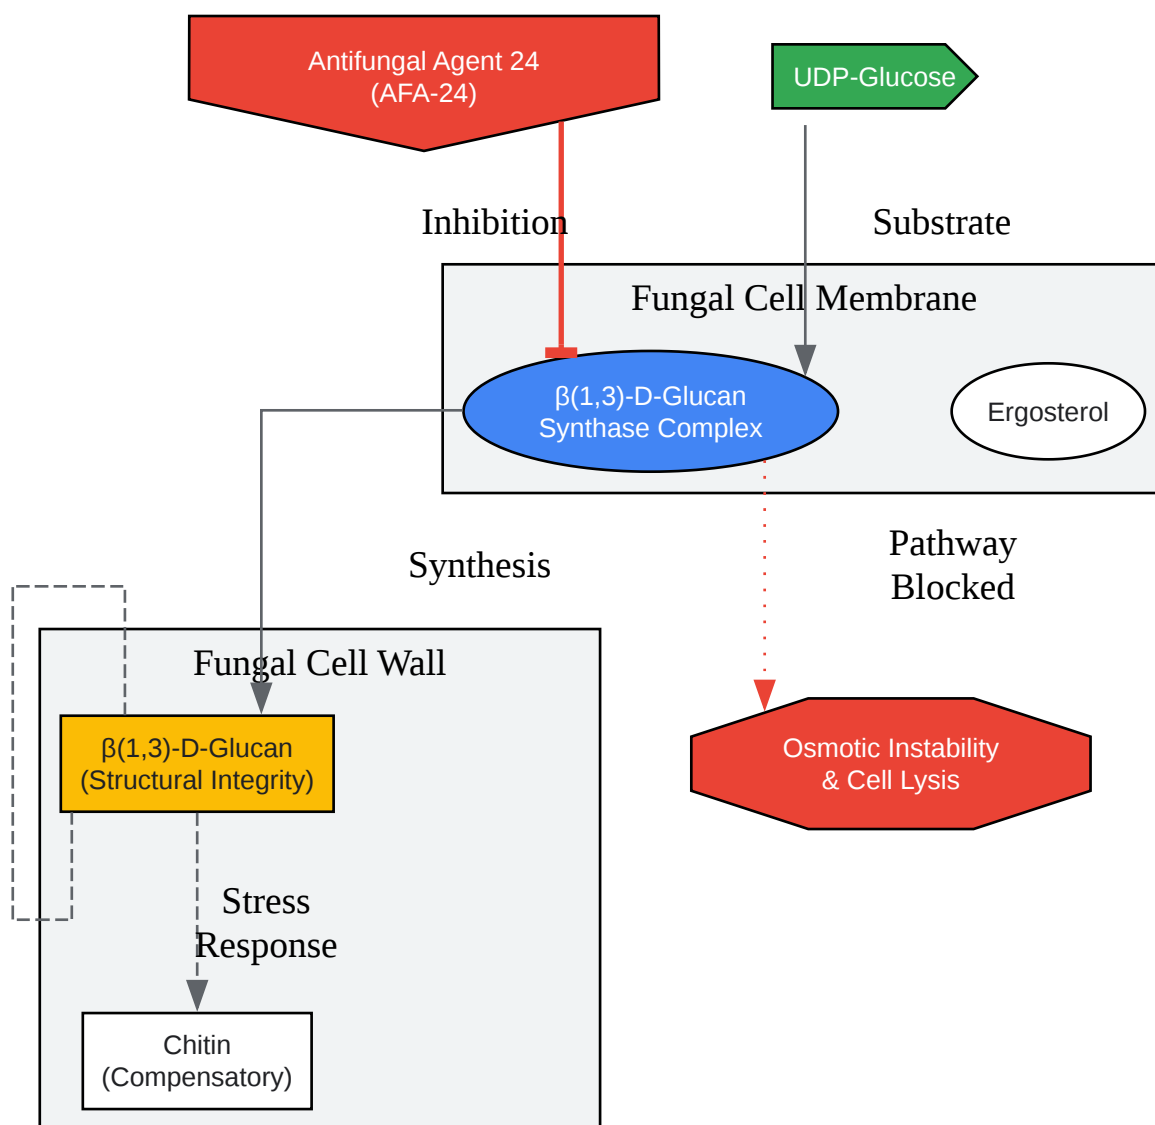 Antifungal Agent 24
(AFA-24)
UDP-Glucose
Inhibition
Substrate
Fungal Cell Membrane
β(1,3)-D-Glucan
Synthase Complex
Ergosterol
Synthesis
Pathway
Blocked
Fungal Cell Wall
β(1,3)-D-Glucan
(Structural Integrity)
Osmotic Instability
& Cell Lysis
Stress
Response
Chitin
(Compensatory)